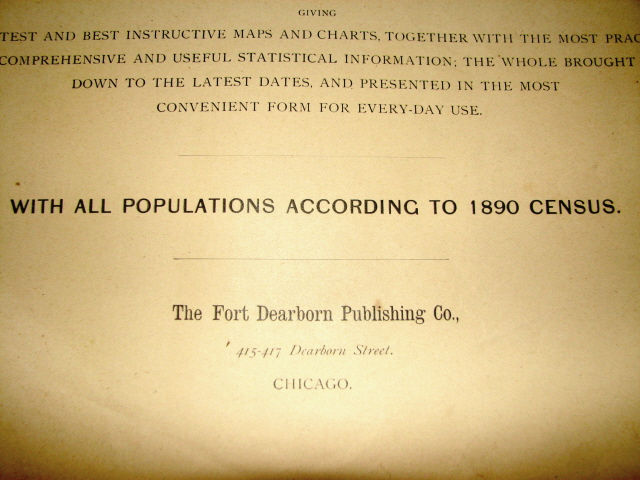 GIVING
TEST AND BEST INSTRUCTIVE MAPS AND CHARTS, TOGETHER WITH THE MOST PRAC
COMPREHENSIVE AND USEFUL STATISTICAL INFORMATION; THE WHOLE BROUGHT
DOWN TO THE LATEST DATES, AND PRESENTED IN THE MOST
CONVENIENT FORM FOR EVERY-DAY USE.
WITH ALL POPULATIONS ACCORDING TO 1890 CENSUS.
The Fort Dearborn Publishing Co.,
415-417 Dearborn Street.
CHICAGO.